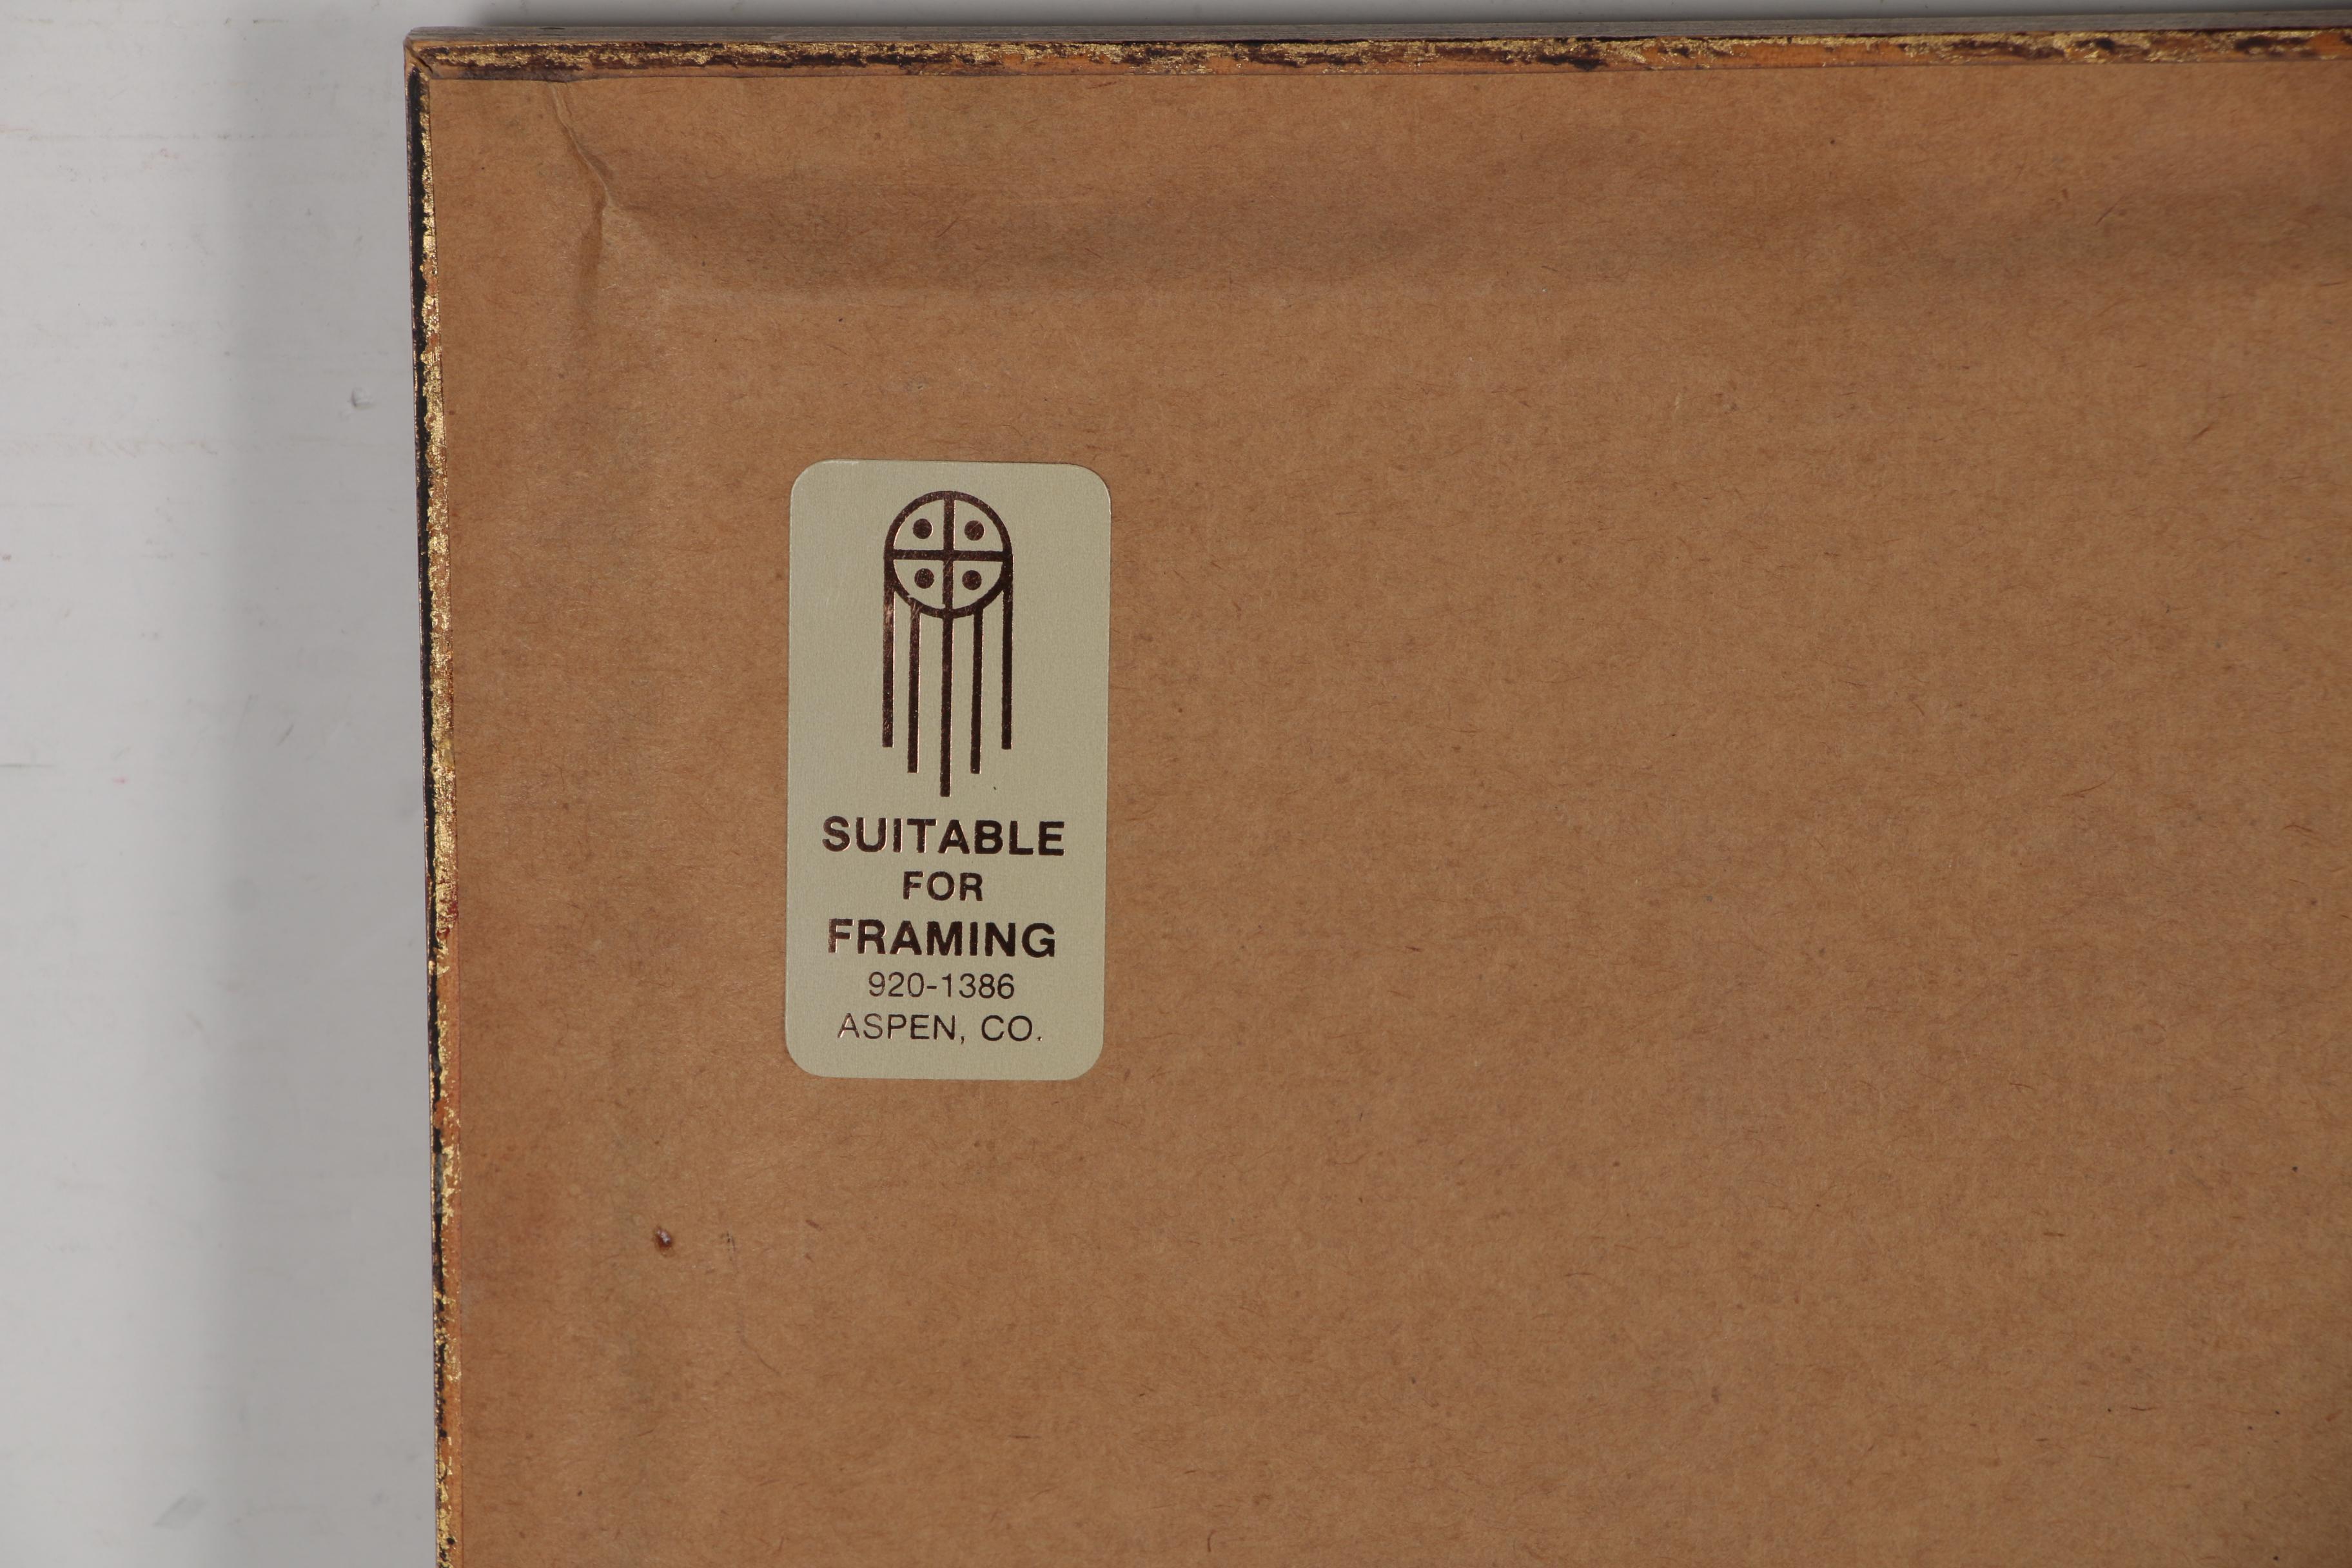 SUITABLE
FOR
FRAMING
920-1386
ASPEN, CO.